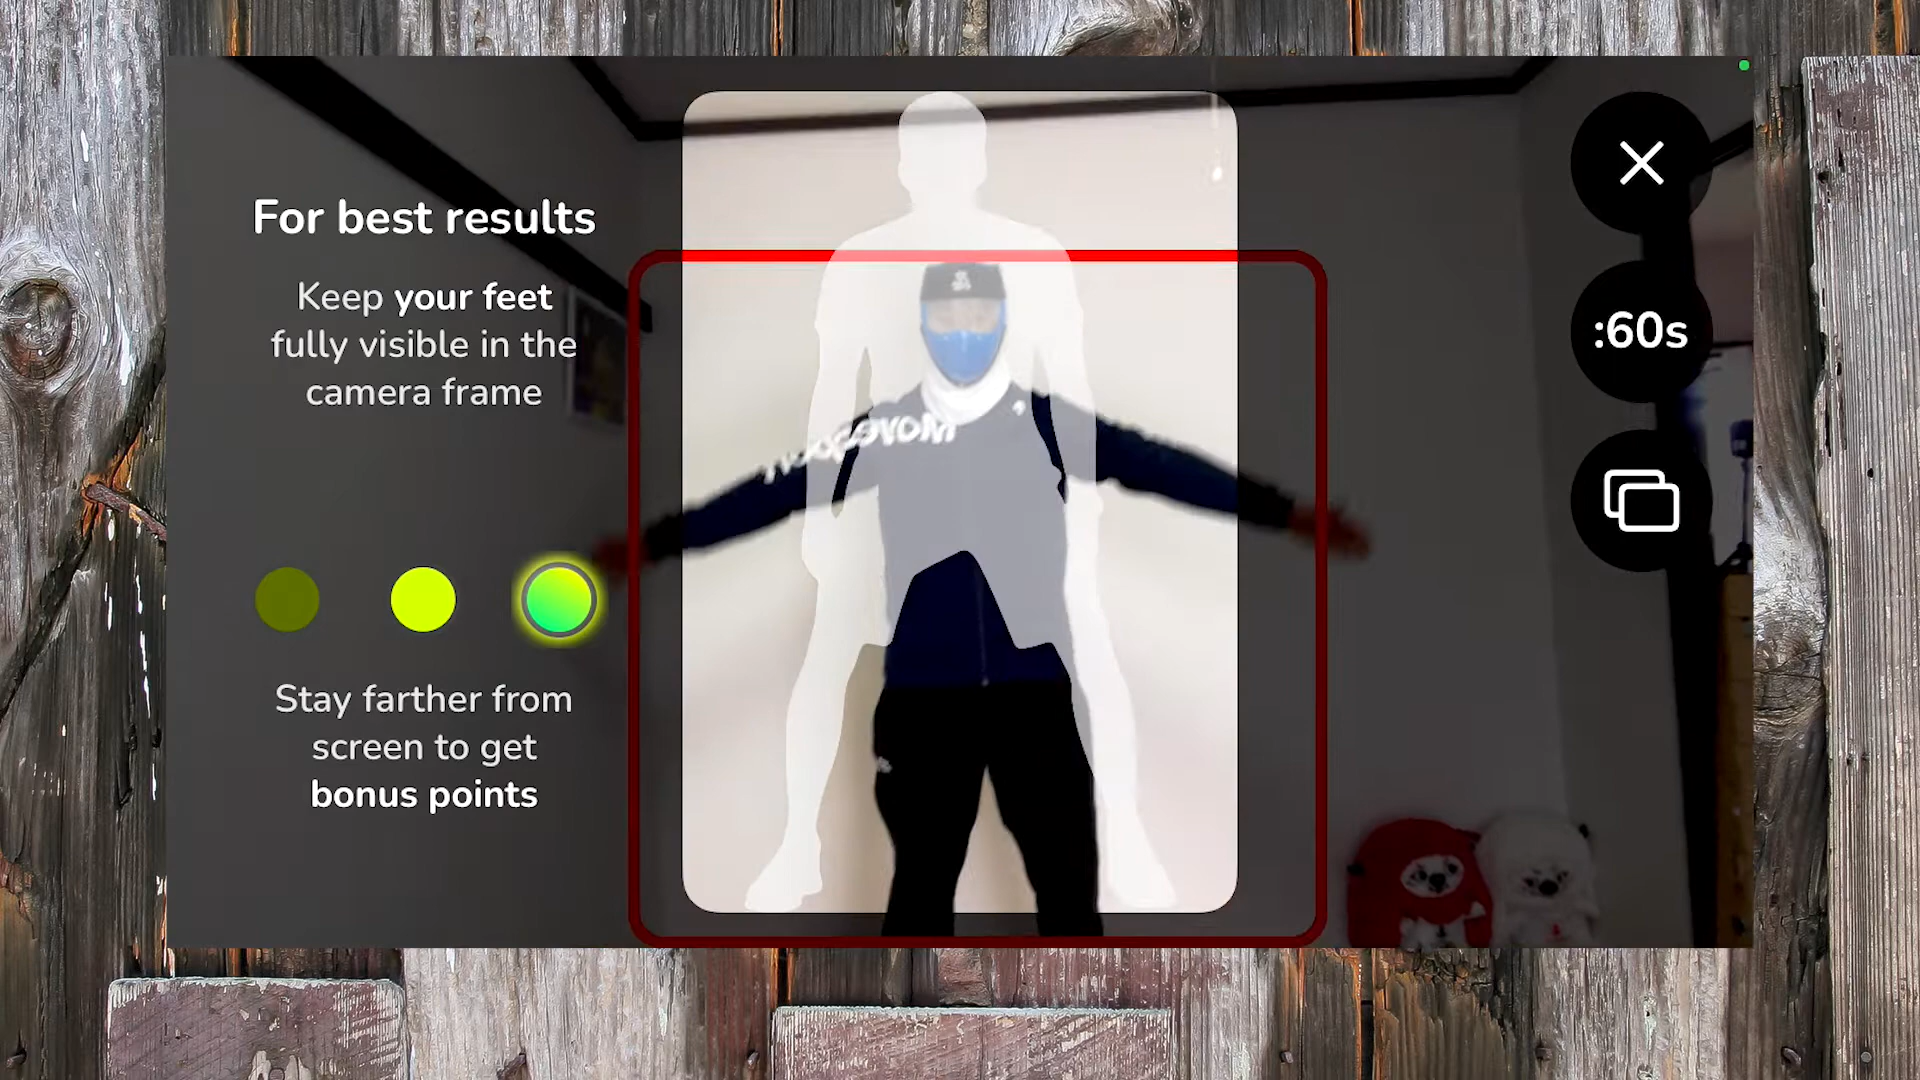 For best results
Keep your feet
fully visible in the
camera frame
Stay farther from
screen to get
bonus points
:60s